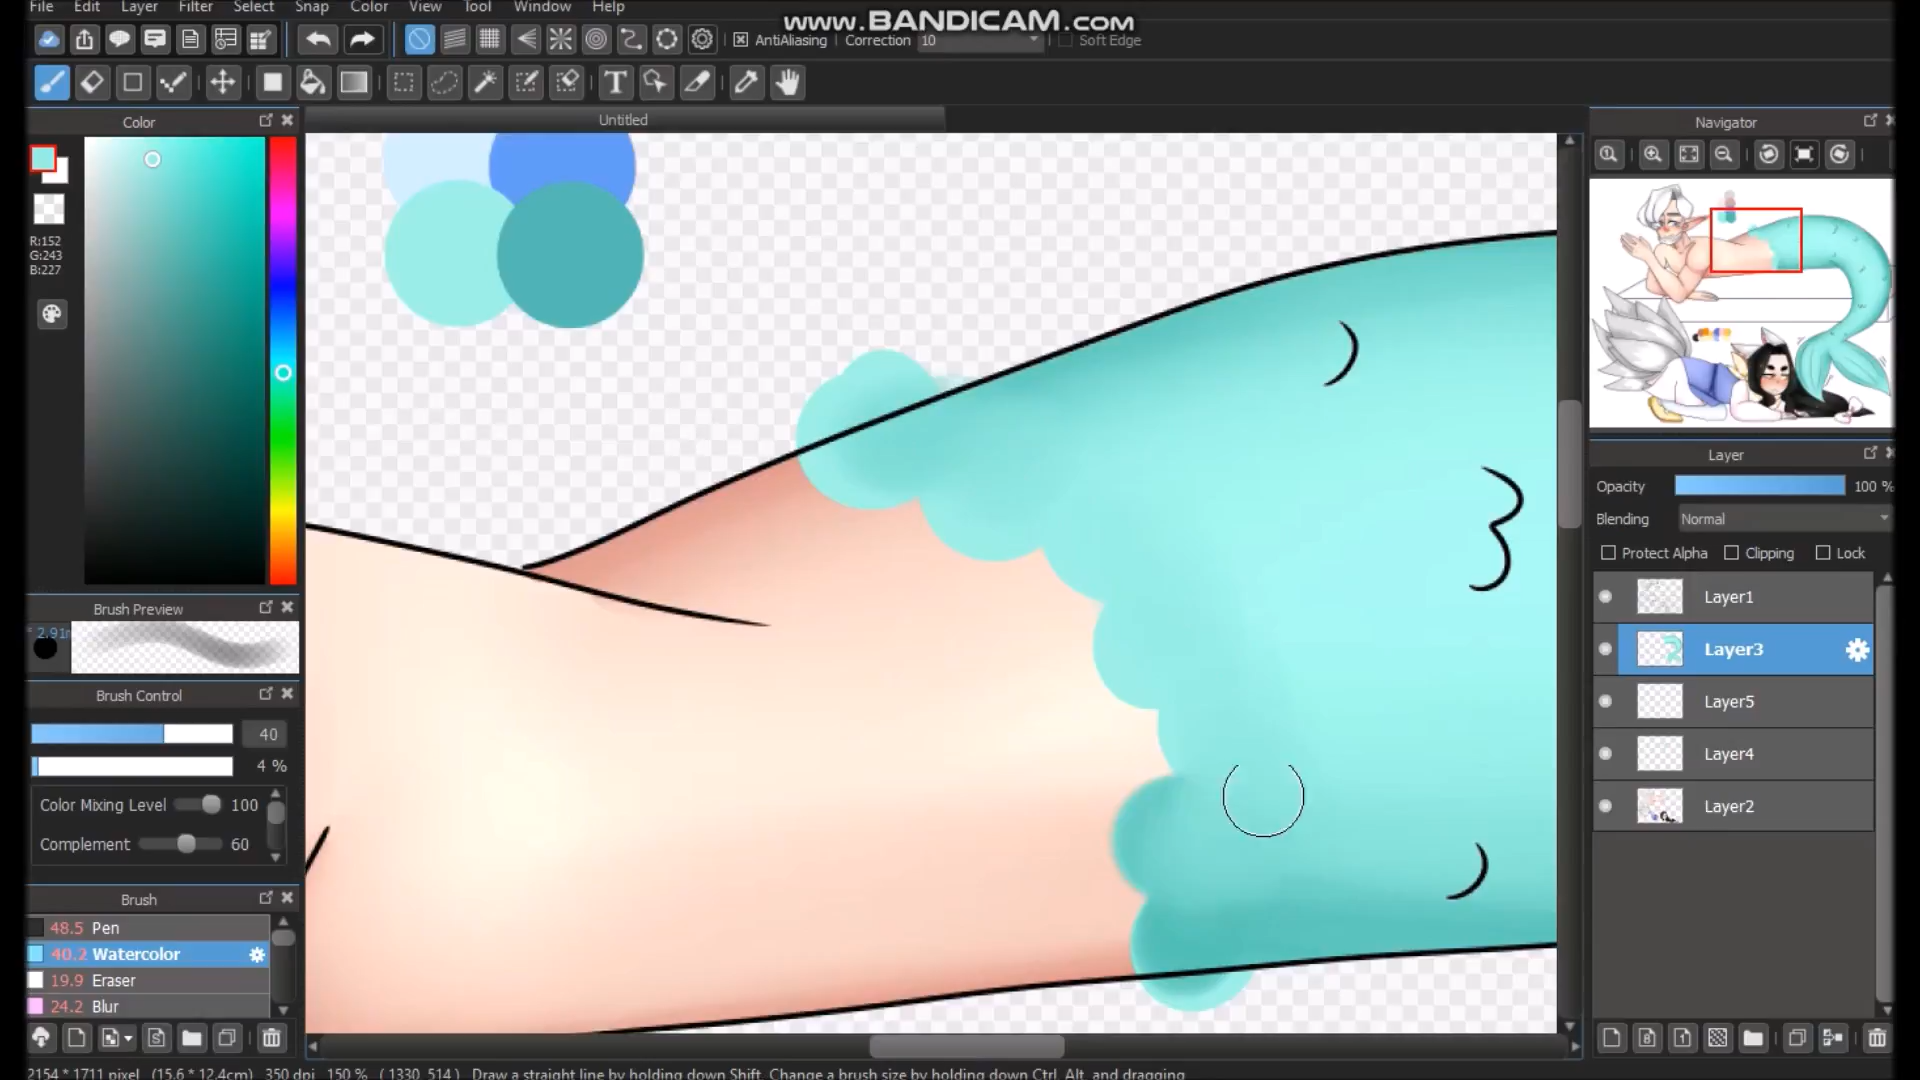 File Edit Layer Filter Select Snap Color View Tool Window Help
www.BANDICAM.com
AntiAliasing Correction 10 Soft Edge
Color
Untitled
Navigator
R:152
G:243
B:227
Layer
Opacity 100 %
Blending Normal
Protect Alpha Clipping Lock
Layer1
Layer3
Layer5
Layer4
Layer2
Brush Preview
Brush Control
40
4 %
Color Mixing Level 100
Complement 60
Brush
48.5 Pen
40.2 Watercolor
19.9 Eraser
24.2 Blur
2154 * 1711 pixel (15.6 * 12.4cm) 350 dpi 150 % ( 1330, 514 ) Draw a straight line by holding down Shift, Change a brush size by holding down Ctrl, Alt, and dragging